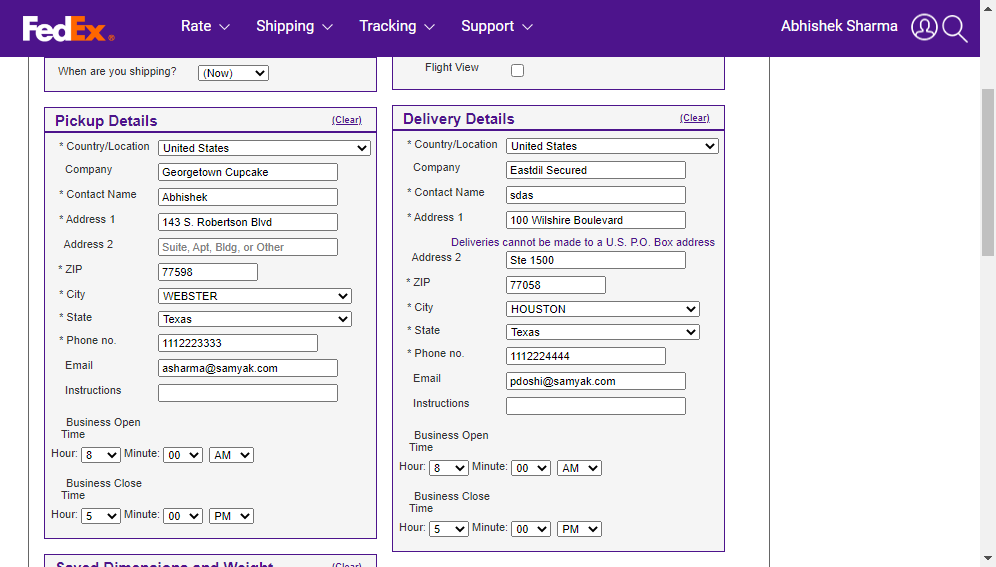 FedEx®
Rate
Shipping
Tracking
Support
Abhishek Sharma
When are you shipping? (Now)
Flight View
Pickup Details (Clear)
* Country/Location United States
Company Georgetown Cupcake
* Contact Name Abhishek
* Address 1 143 S. Robertson Blvd
Address 2 Suite, Apt, Bldg, or Other
* ZIP 77598
* City WEBSTER
* State Texas
* Phone no. 1112223333
Email asharma@samyak.com
Instructions
Business Open
Time
Hour: 8 Minute: 00 AM
Business Close
Time
Hour: 5 Minute: 00 PM
Delivery Details (Clear)
* Country/Location United States
Company Eastdil Secured
* Contact Name sdas
* Address 1 100 Wilshire Boulevard
Deliveries cannot be made to a U.S. P.O. Box address
Address 2 Ste 1500
* ZIP 77058
* City HOUSTON
* State Texas
* Phone no. 1112224444
Email pdoshi@samyak.com
Instructions
Business Open
Time
Hour: 8 Minute: 00 AM
Business Close
Time
Hour: 5 Minute: 00 PM
Saved Dimensions and Weight (Clear)